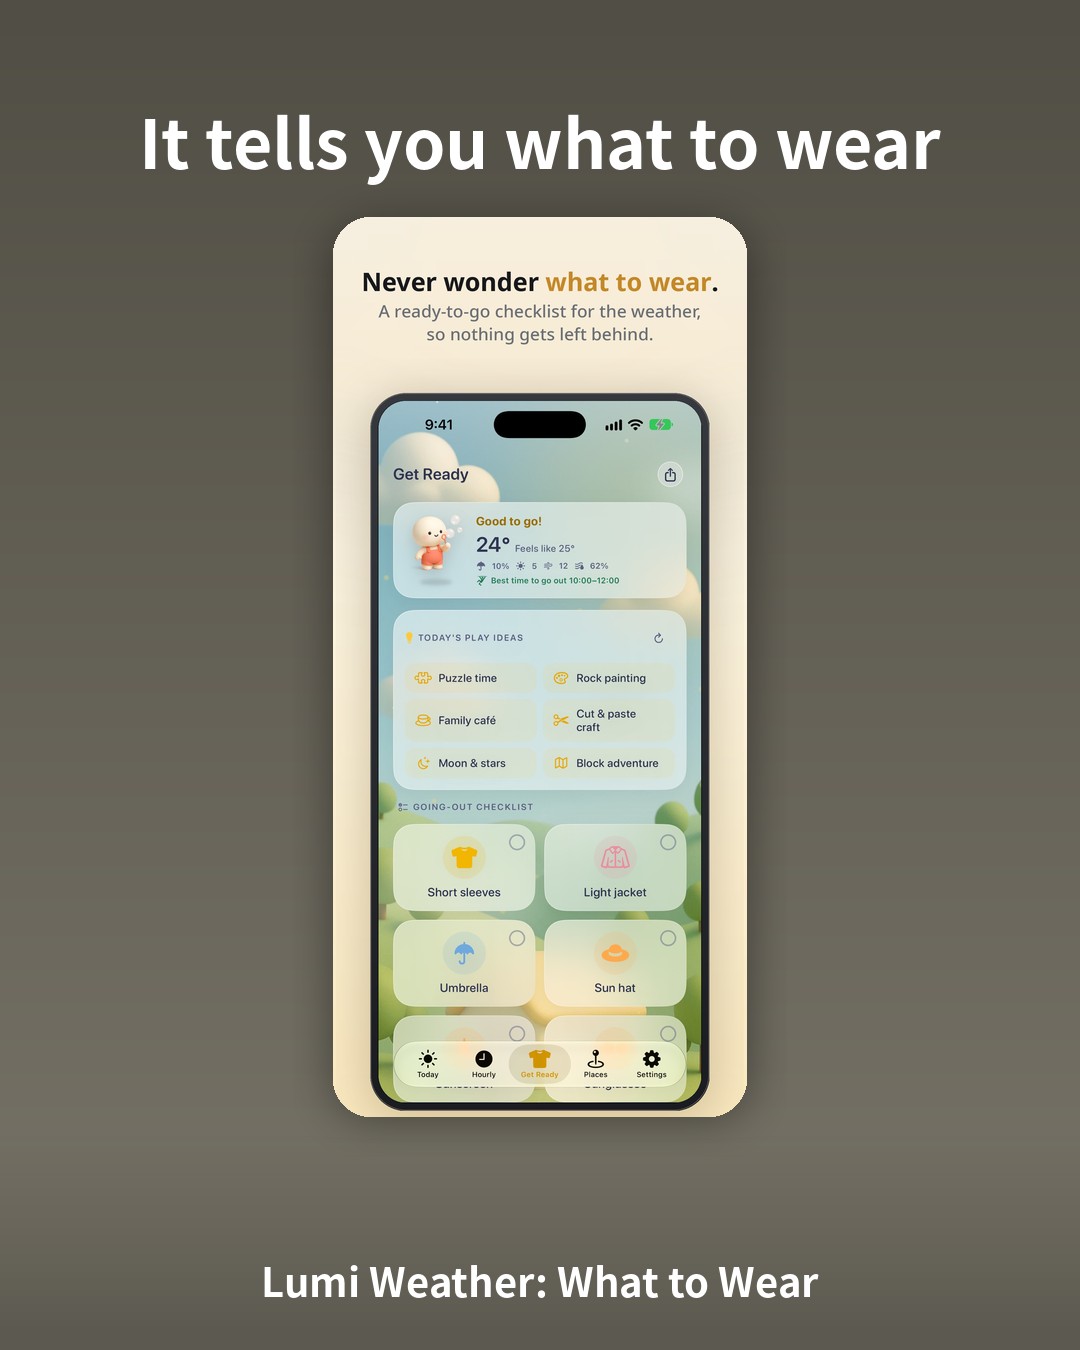 It tells you what to wear
Never wonder what to wear.
A ready-to-go checklist for the weather,
so nothing gets left behind.
9:41
Get Ready
Good to go!
24° Feels like 25°
10% 5 12 62%
Best time to go out 10:00–12:00
TODAY'S PLAY IDEAS
Puzzle time
Rock painting
Family café
Cut & paste
craft
Moon & stars
Block adventure
GOING-OUT CHECKLIST
Short sleeves
Light jacket
Umbrella
Sun hat
Today
Hourly
Get Ready
Places
Settings
Lumi Weather: What to Wear